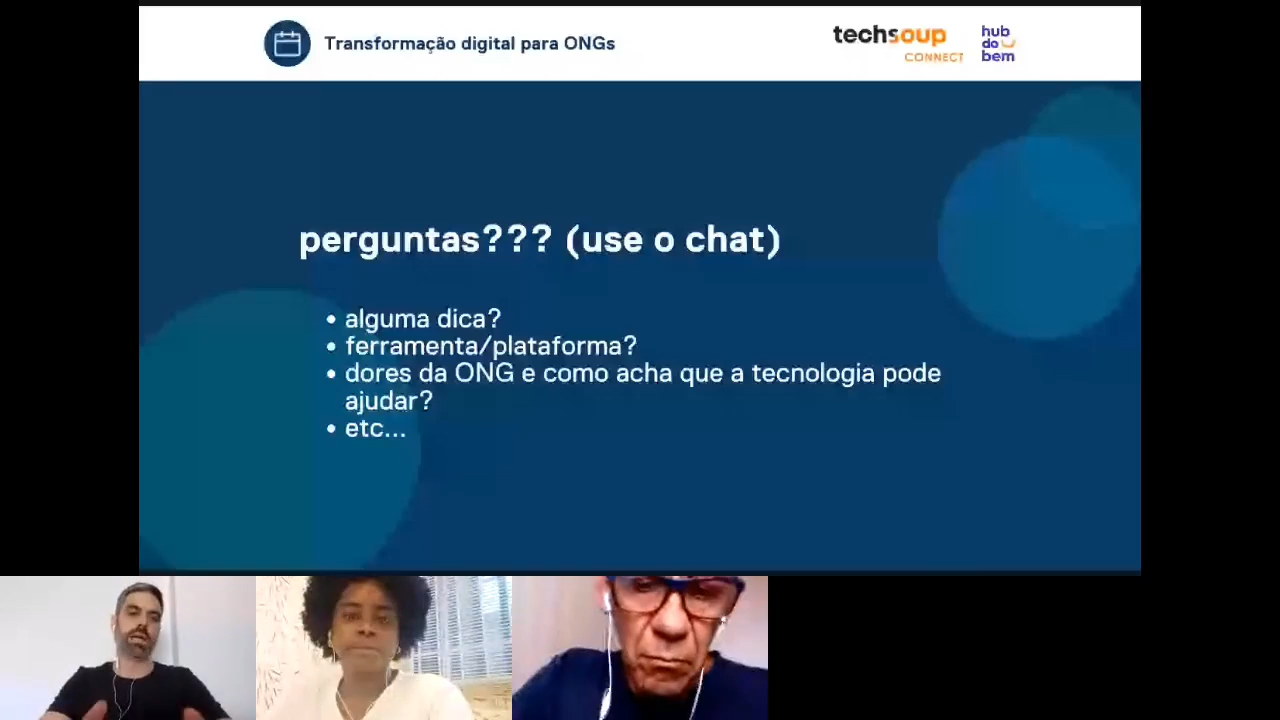 Transformação digital para ONGs
techsoup
CONNECT
hub
do
bem
perguntas??? (use o chat)
• alguma dica?
• ferramenta/plataforma?
• dores da ONG e como acha que a tecnologia pode
ajudar?
• etc...